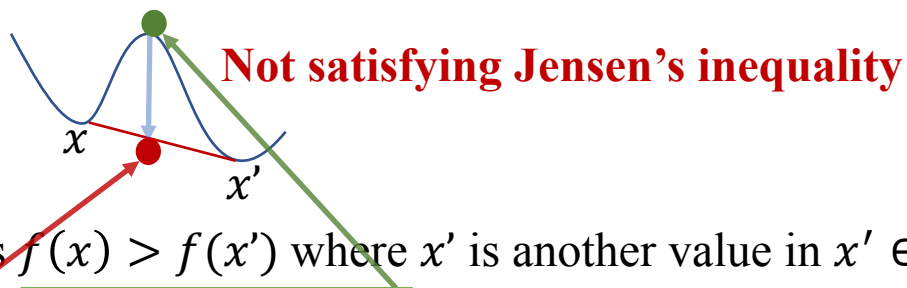 Not satisfying Jensen's inequality
x
x'
f(x) > f(x') where x' is another value in x′ ∈